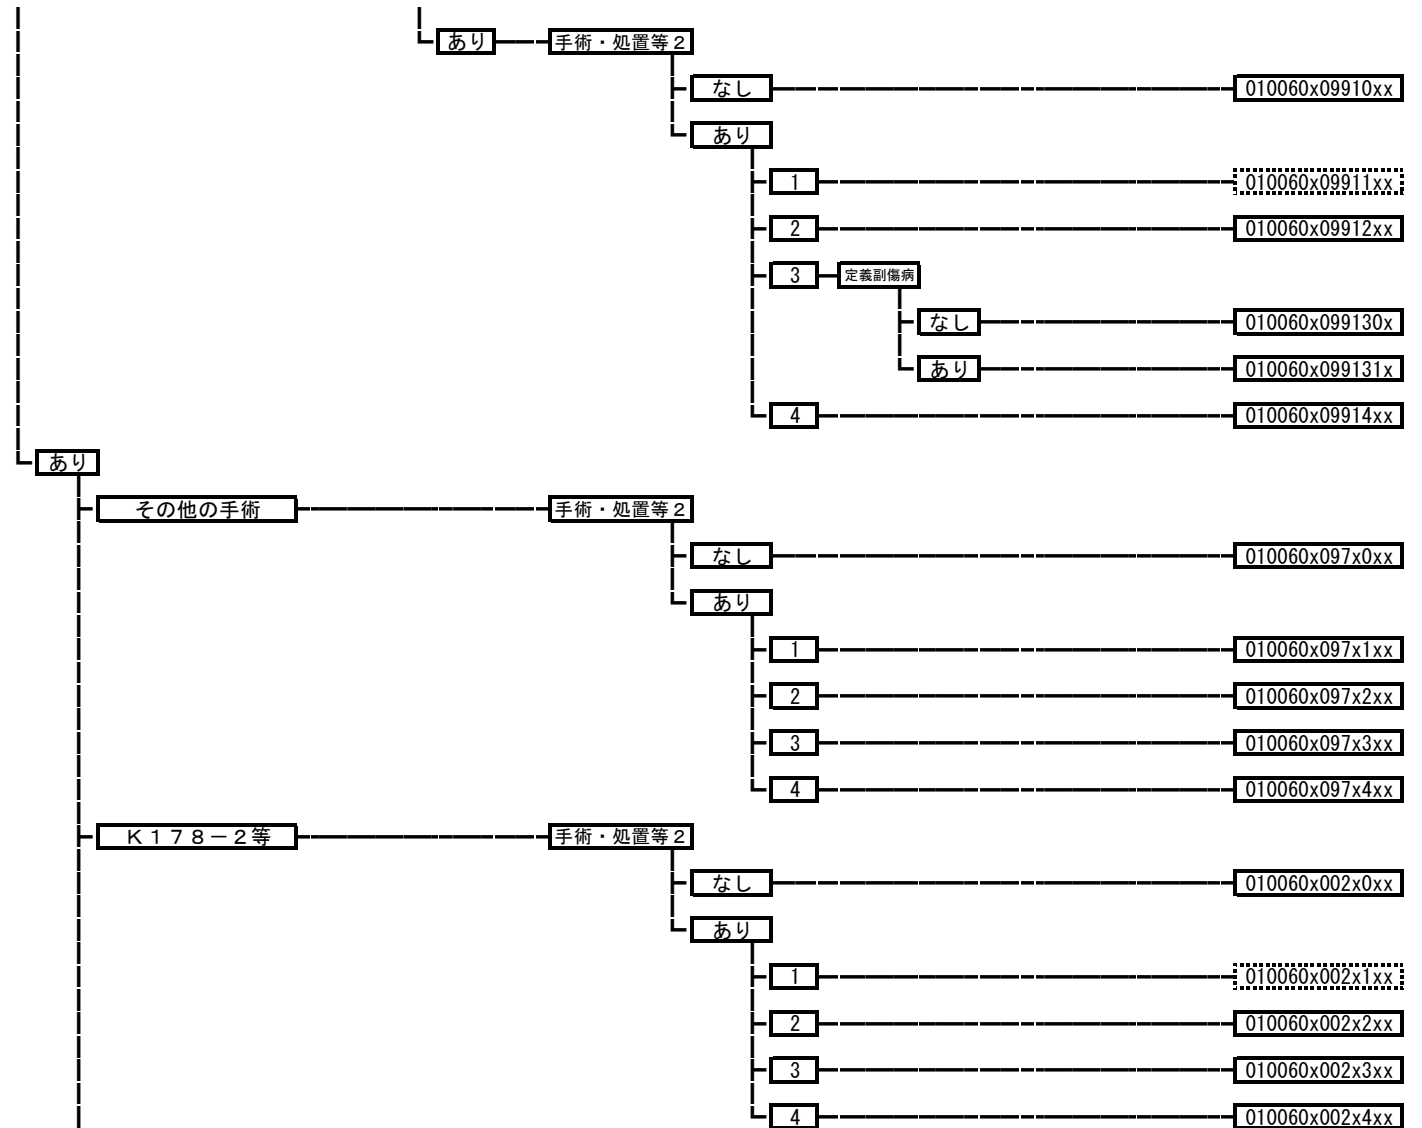 あり 手術・処置等2
なし 010060x09910xx
あり
1 010060x09911xx
2 010060x09912xx
3 定義副傷病
なし 010060x099130x
あり 010060x099131x
4 010060x09914xx
あり
その他の手術 手術・処置等2
なし 010060x097x0xx
あり
1 010060x097x1xx
2 010060x097x2xx
3 010060x097x3xx
4 010060x097x4xx
K178-2等 手術・処置等2
なし 010060x002x0xx
あり
1 010060x002x1xx
2 010060x002x2xx
3 010060x002x3xx
4 010060x002x4xx